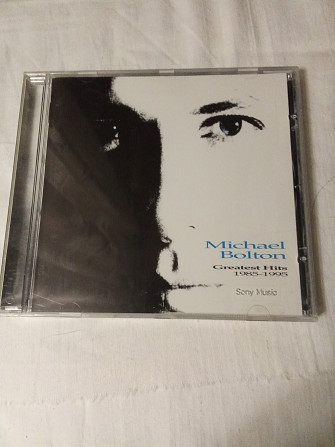 Michael
Bolton
Greatest Hits
1985-1995
Sony Music